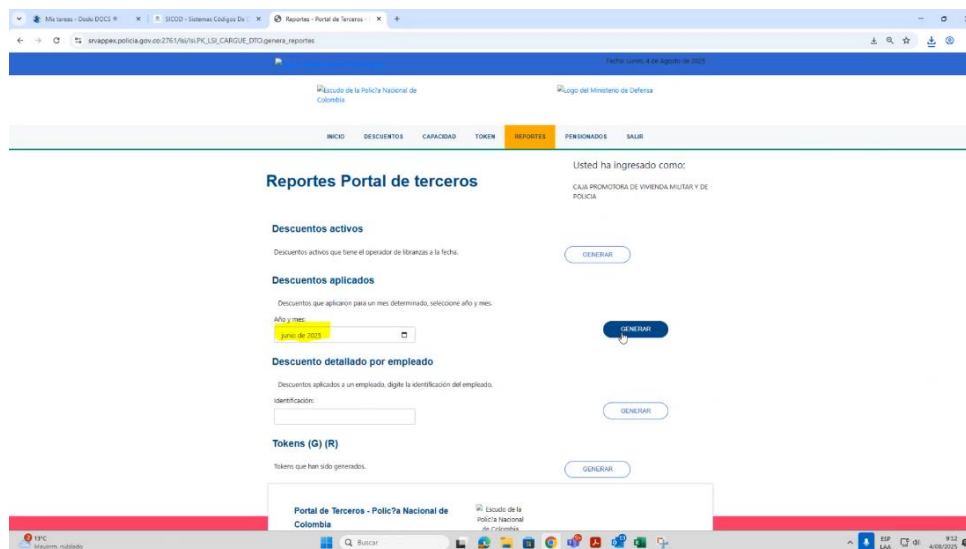 Mis tareas - Dodo DOCS ®
SICOD - Sistemas Códigos De
Reportes - Portal de Terceros -
srvappex.policia.gov.co:2761/lsi/lsi.PK_LSI_CARGUE_DTO.genera_reportes
Fecha: Lunes, 4 de Agosto de 2025
Escudo de la Polic?a Nacional de
Colombia
Logo del Ministerio de Defensa
INICIO DESCUENTOS CAPACIDAD TOKEN REPORTES PENSIONADOS SALIR
Usted ha ingresado como:
Reportes Portal de terceros
CAJA PROMOTORA DE VIVIENDA MILITAR Y DE
POLICIA
Descuentos activos
Descuentos activos que tiene el operador de libranzas a la fecha.
GENERAR
Descuentos aplicados
Descuentos que aplicaron para un mes determinado, seleccione año y mes.
Año y mes:
junio de 2025
GENERAR
Descuento detallado por empleado
Descuentos aplicados a un empleado, digite la identificación del empleado.
Identificación:
GENERAR
Tokens (G) (R)
Tokens que han sido generados.
GENERAR
Portal de Terceros - Polic?a Nacional de
Colombia
Escudo de la
Polic?a Nacional
de Colombia
13°C
Mayorm. nublado
Buscar
ESP
LAA
9:52
4/08/2025